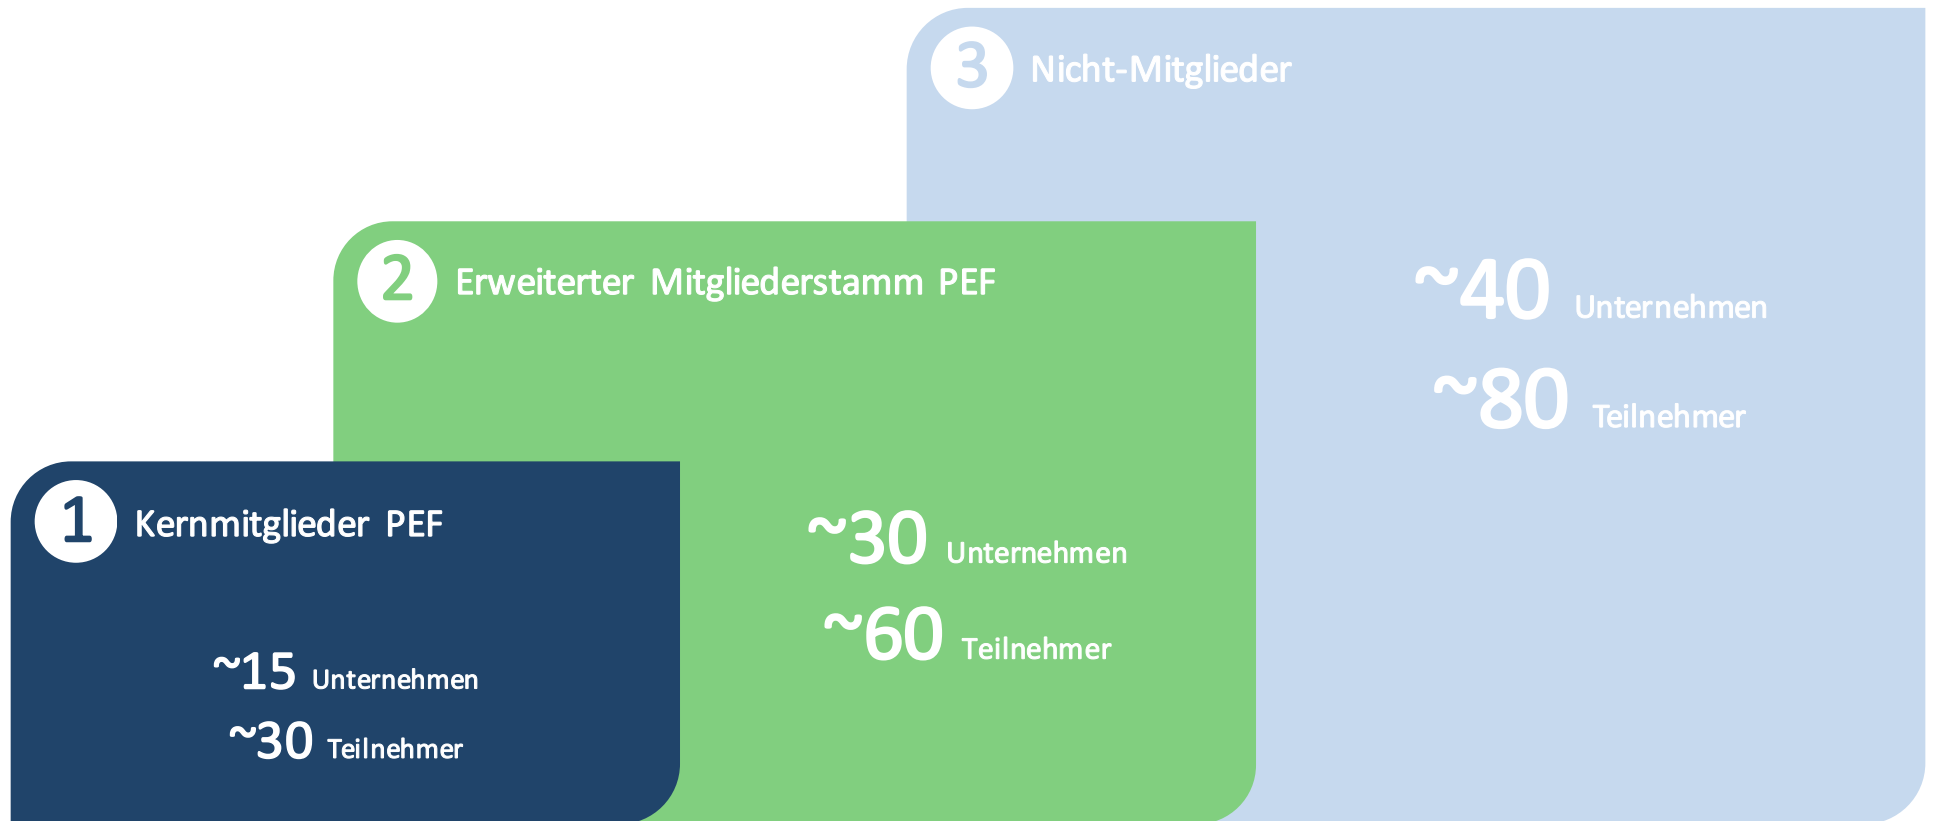 3 Nicht-Mitglieder
~40 Unternehmen
~80 Teilnehmer
2 Erweiterter Mitgliederstamm PEF
~30 Unternehmen
~60 Teilnehmer
1 Kernmitglieder PEF
~15 Unternehmen
~30 Teilnehmer